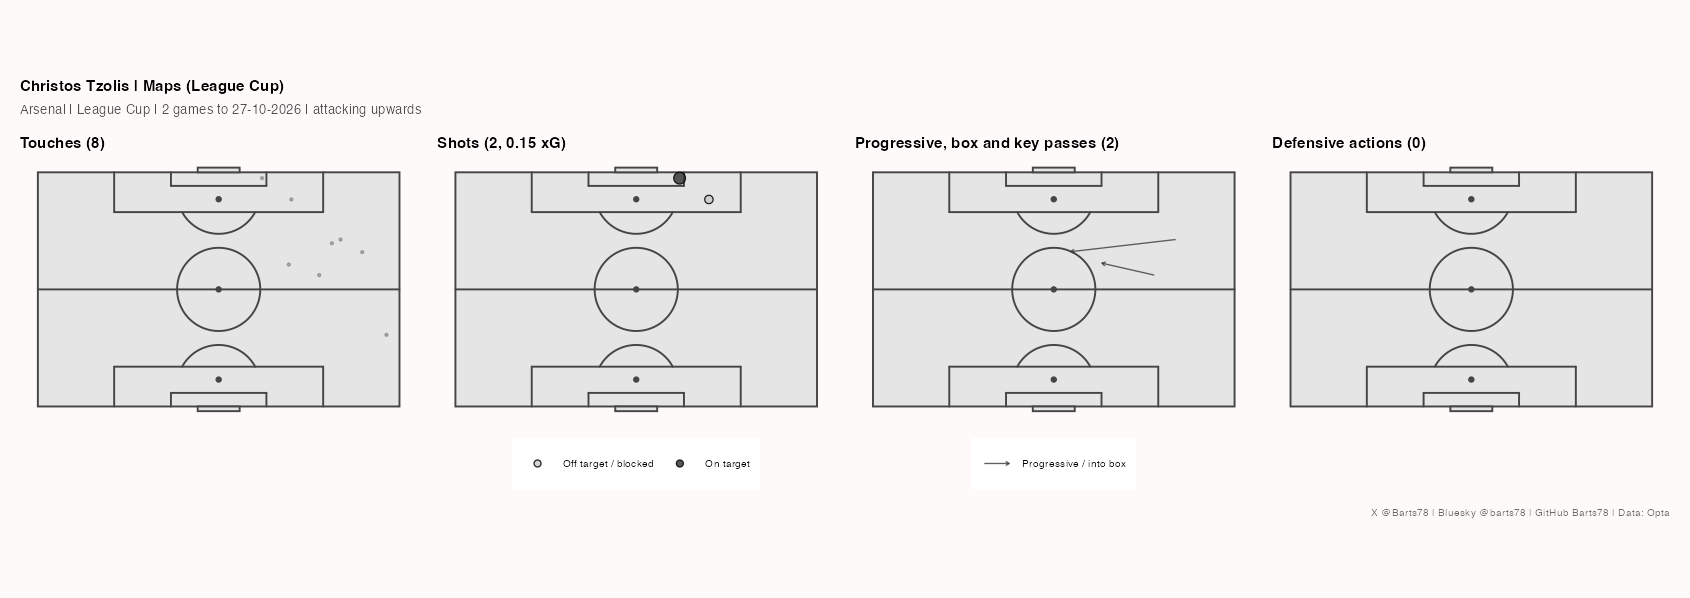 Christos Tzolis | Maps (League Cup)
Arsenal | League Cup | 2 games to 27-10-2026 | attacking upwards
Touches (8)
Shots (2, 0.15 xG)
Progressive, box and key passes (2)
Defensive actions (0)
Off target / blocked
On target
Progressive / into box
X @Barts78 | Bluesky @barts78 | GitHub Barts78 | Data: Opta